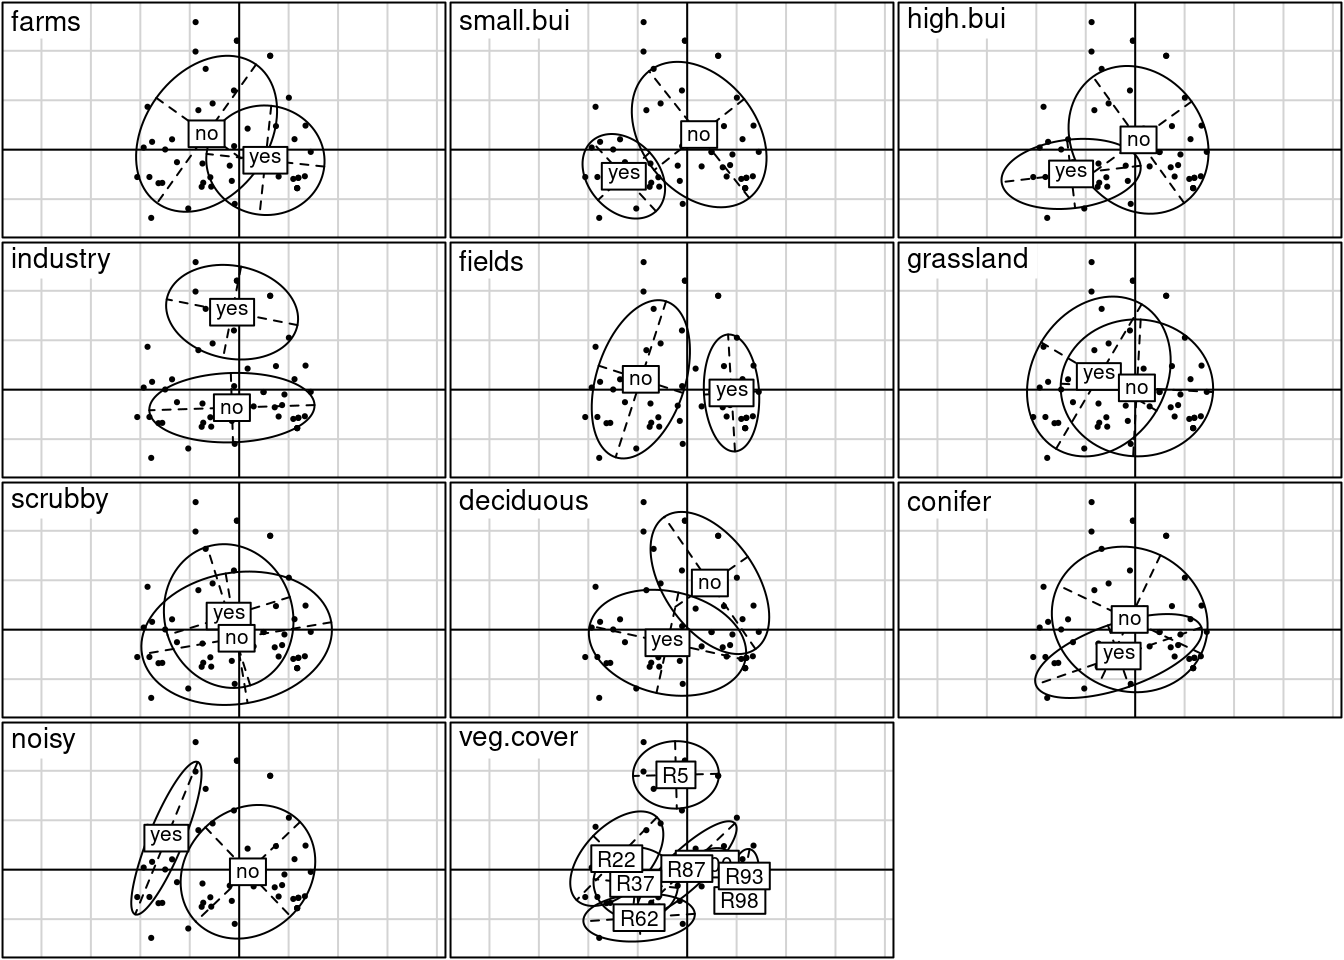 farms
no
yes
small.bui
no
yes
high.bui
no
yes
industry
yes
no
fields
no
yes
grassland
yes
no
scrubby
yes
no
deciduous
no
yes
conifer
no
yes
noisy
yes
no
veg.cover
R5
R22
R87
R37
R93
R98
R62